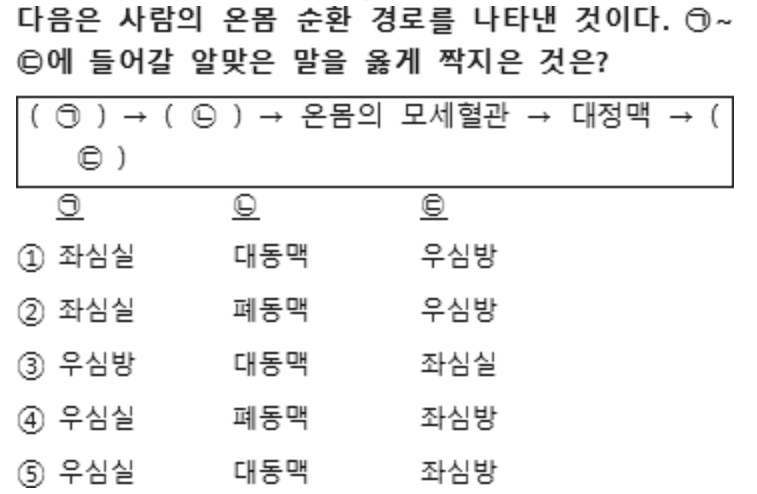 다음은 사람의 온몸 순환 경로를 나타낸 것이다. ㉠~
㉢에 들어갈 알맞은 말을 옳게 짝지은 것은?
( ㉠ ) → ( ㉡ ) → 온몸의 모세혈관 → 대정맥 → (
㉢ )
㉠ ㉡ ㉢
① 좌심실 대동맥 우심방
② 좌심실 폐동맥 우심방
③ 우심방 대동맥 좌심실
④ 우심실 폐동맥 좌심방
⑤ 우심실 대동맥 좌심방